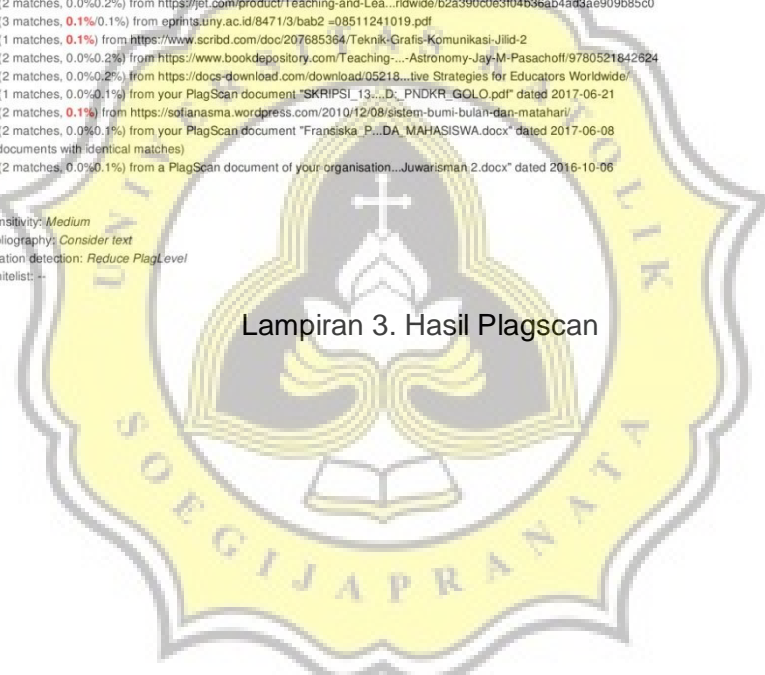 (2 matches, 0.0%0.2%) from https://jet.com/product/Teaching-and-Lea...ridwide/b2a390c0e3f04b36ab4ad3ae909b85c0
(3 matches, 0.1%/0.1%) from eprints.uny.ac.id/8471/3/bab2 =08511241019.pdf
(1 matches, 0.1%) from https://www.scribd.com/doc/207685364/Teknik-Grafis-Komunikasi-Jilid-2
(2 matches, 0.0%0.2%) from https://www.bookdepository.com/Teaching-...-Astronomy-Jay-M-Pasachoff/9780521842624
(2 matches, 0.0%0.2%) from https://docs-download.com/download/05218...tive Strategies for Educators Worldwide/
(1 matches, 0.0%0.1%) from your PlagScan document "SKRIPSI_13....D:_PNDKR_GOLO.pdf" dated 2017-06-21
(2 matches, 0.1%) from https://sofianasma.wordpress.com/2010/12/08/sistem-bumi-bulan-dan-matahari/
(2 matches, 0.0%0.1%) from your PlagScan document "Fransiska_P...DA_MAHASISWA.docx" dated 2017-06-08
documents with identical matches)
(2 matches, 0.0%0.1%) from a PlagScan document of your organisation...Juwarisman 2.docx" dated 2016-10-06
nsitivity: Medium
bliography: Consider text
ation detection: Reduce PlagLevel
hitelist: --
Lampiran 3. Hasil Plagscan
SOEGIJAPRANATA